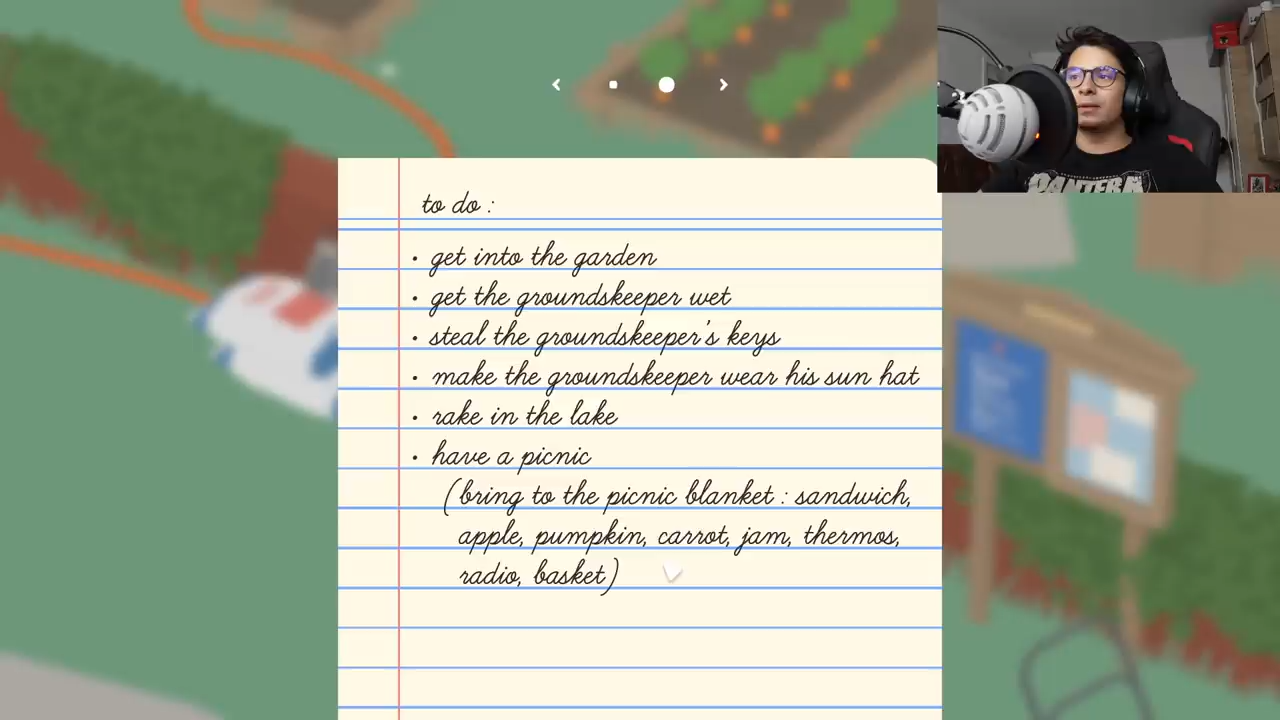 to do :
• get into the garden
• get the groundskeeper wet
• steal the groundskeeper's keys
• make the groundskeeper wear his sun hat
• rake in the lake
• have a picnic
(bring to the picnic blanket : sandwich,
apple, pumpkin, carrot, jam, thermos,
radio, basket)
PANTERA